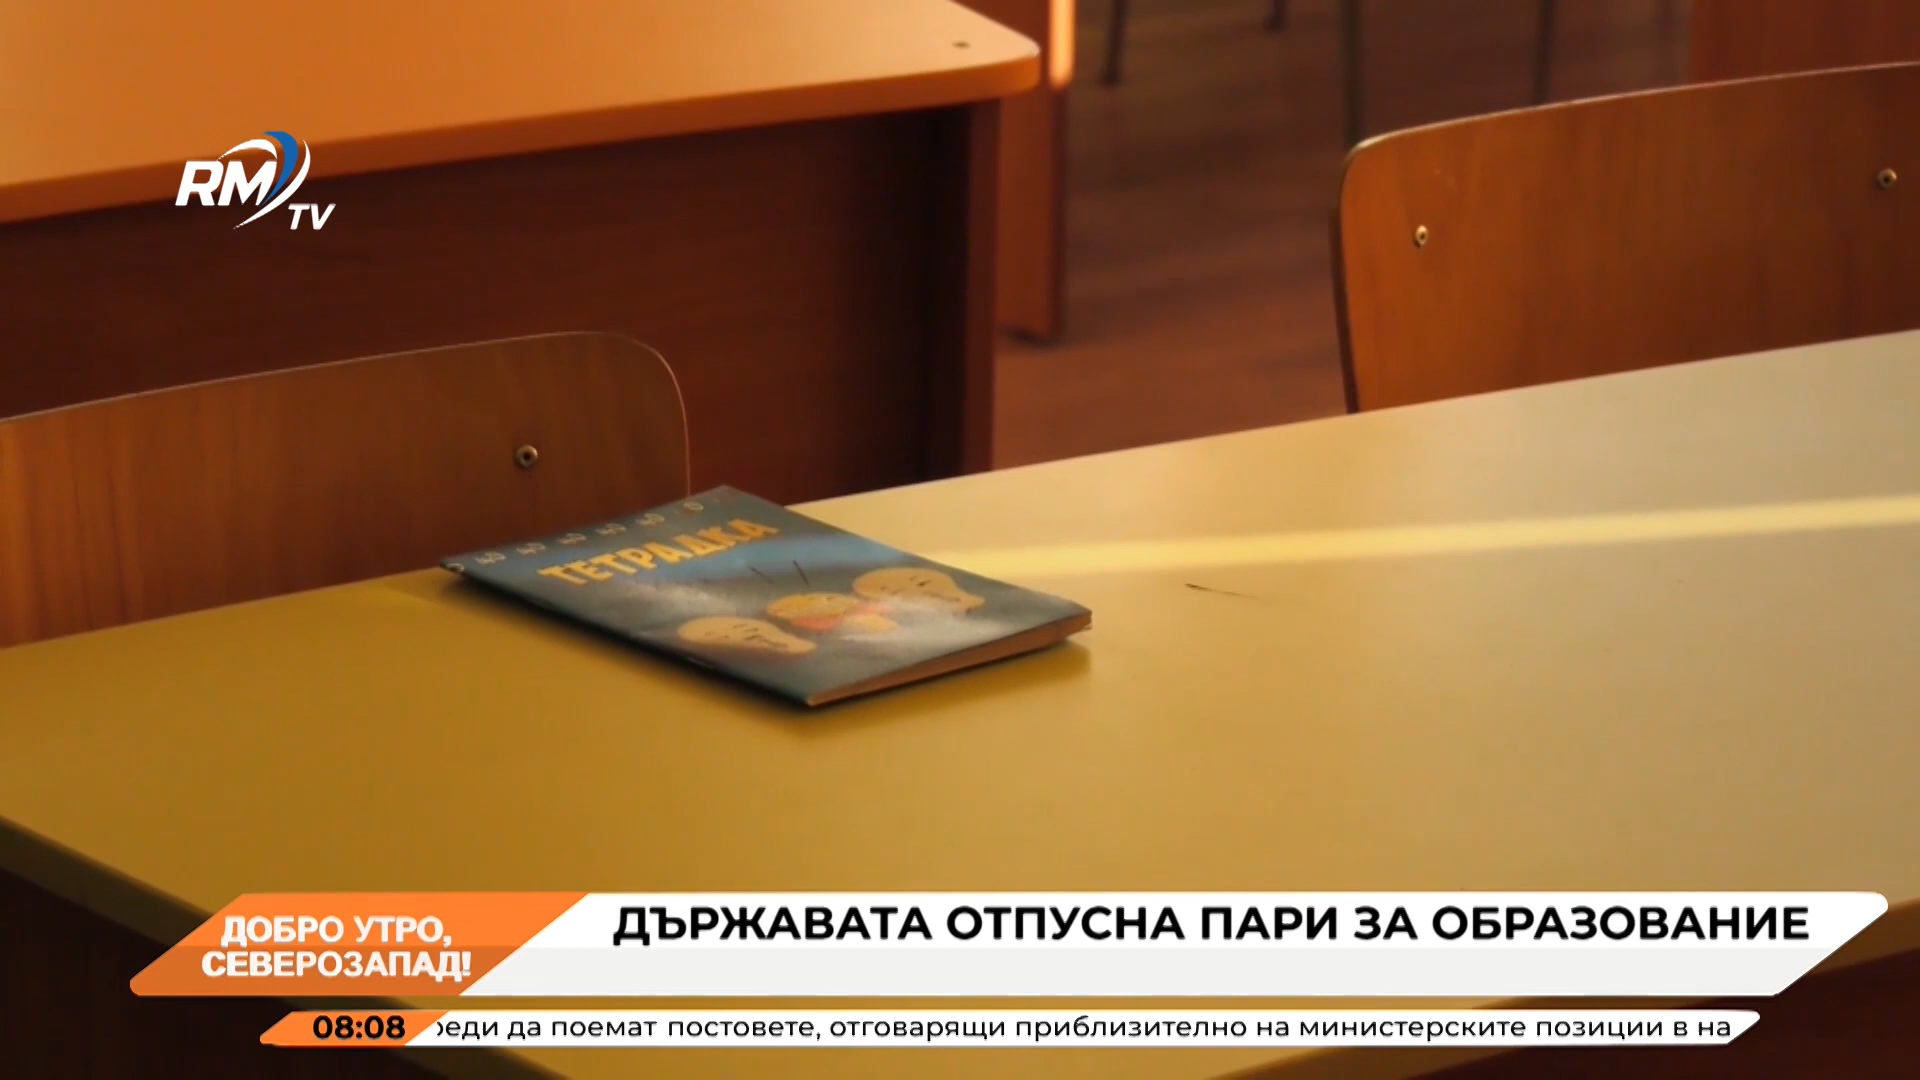 RM TV
ТЕТРАДКА
ДОБРО УТРО,
СЕВЕРОЗАПАД!
ДЪРЖАВАТА ОТПУСНА ПАРИ ЗА ОБРАЗОВАНИЕ
08:08
реди да поемат постовете, отговарящи приблизително на министерските позиции в на